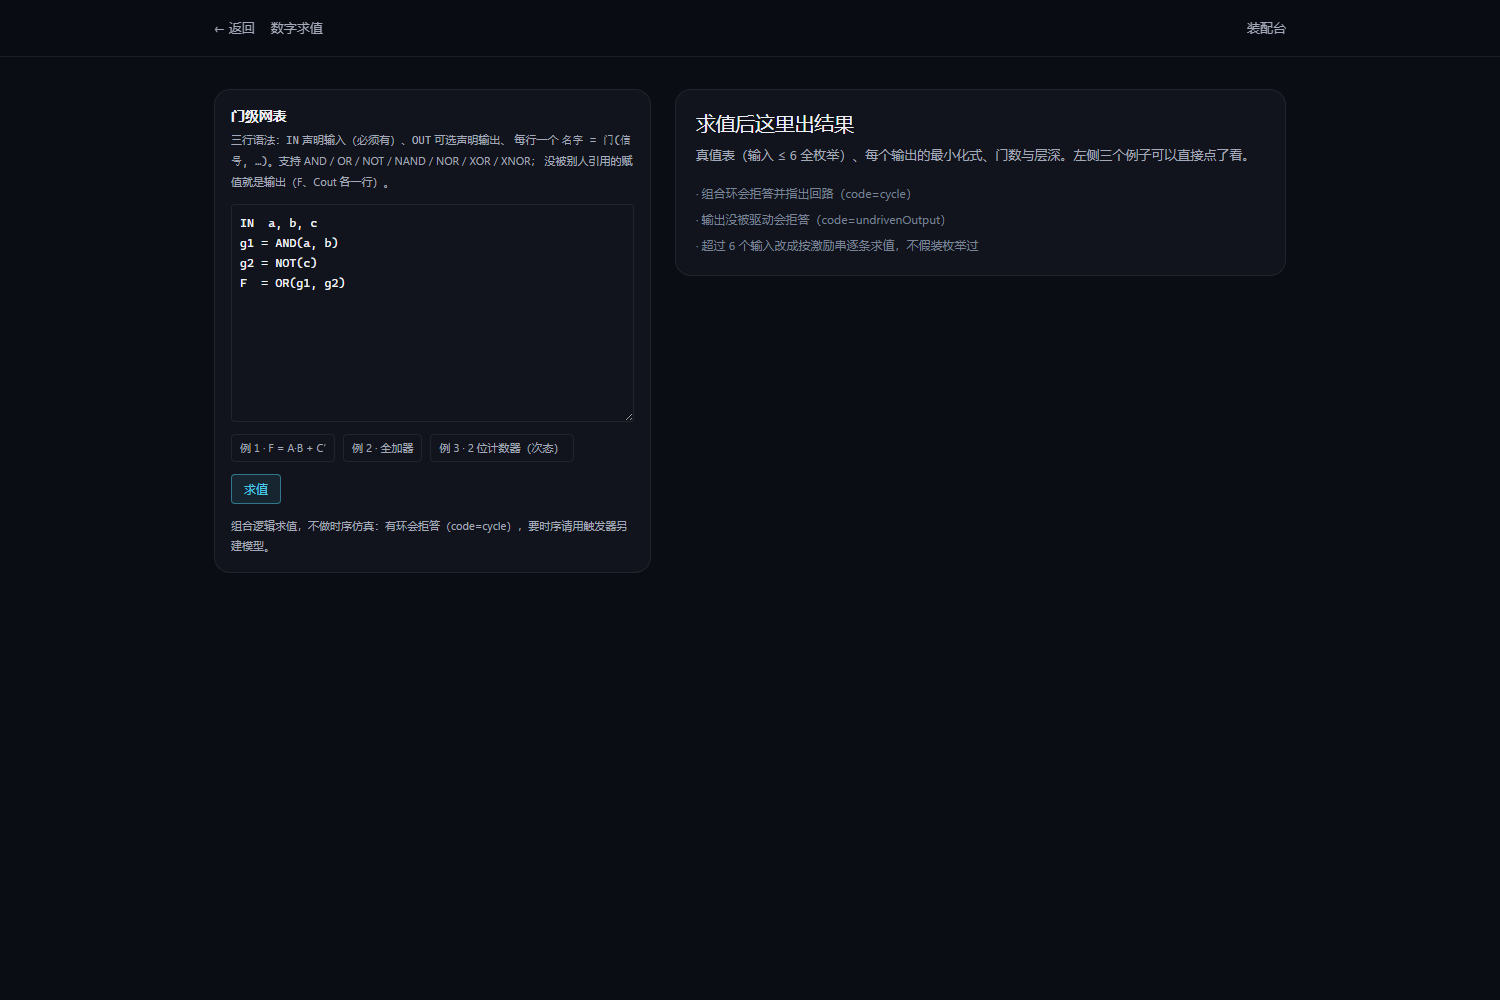 ← 返回 数字求值 装配台
门级网表
三行语法：IN 声明输入（必须有）、OUT 可选声明输出、 每行一个 名字 = 门(信
号, …)。支持 AND / OR / NOT / NAND / NOR / XOR / XNOR； 没被别人引用的赋
值就是输出（F、Cout 各一行）。
IN  a, b, c
g1 = AND(a, b)
g2 = NOT(c)
F  = OR(g1, g2)
例 1 · F = A·B + C′ 例 2 · 全加器 例 3 · 2 位计数器（次态）
求值
组合逻辑求值，不做时序仿真：有环会拒答（code=cycle），要时序请用触发器另
建模型。
求值后这里出结果
真值表（输入 ≤ 6 全枚举）、每个输出的最小化式、门数与层深。左侧三个例子可以直接点了看。
· 组合环会拒答并指出回路（code=cycle）
· 输出没被驱动会拒答（code=undrivenOutput）
· 超过 6 个输入改成按激励串逐条求值，不假装枚举过